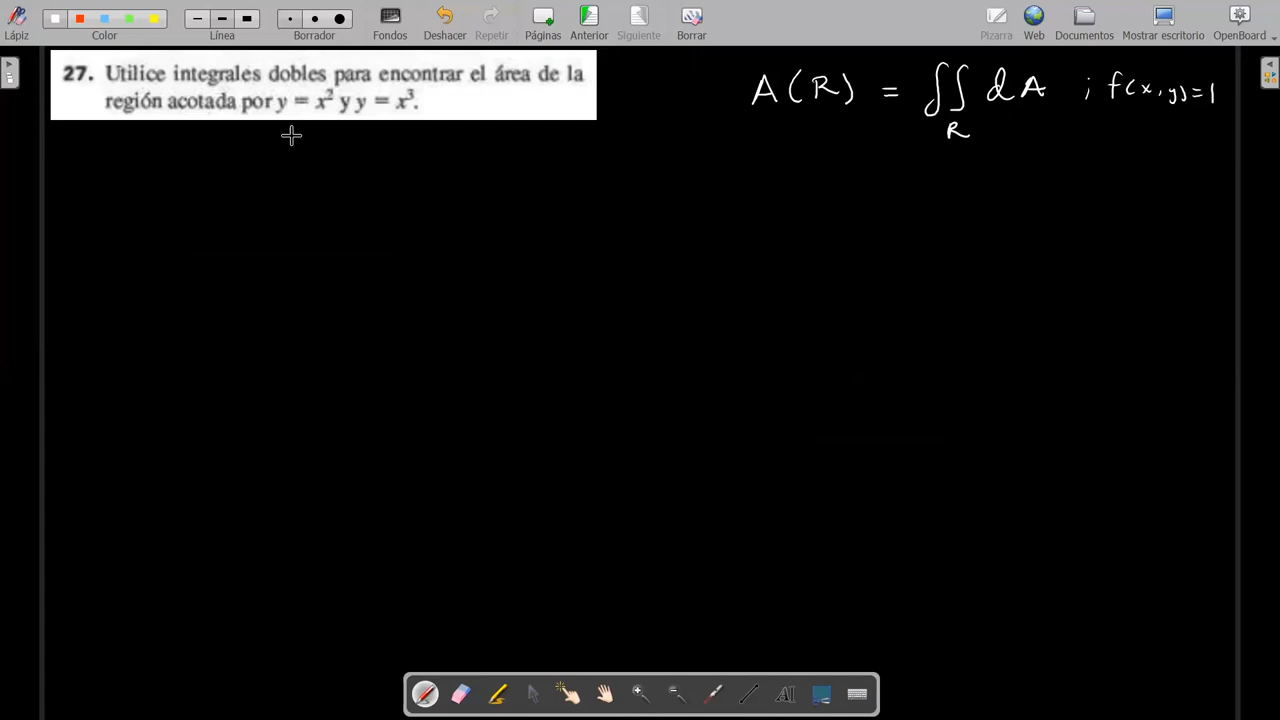 Lápiz Color Línea Borrador Fondos Deshacer Repetir Páginas Anterior Siguiente Borrar Pizarra Web Documentos Mostrar escritorio OpenBoard
27. Utilice integrales dobles para encontrar el área de la
región acotada por y = x² y y = x³.
A(R) = ∬ dA ; f(x,y)=1
R
AI